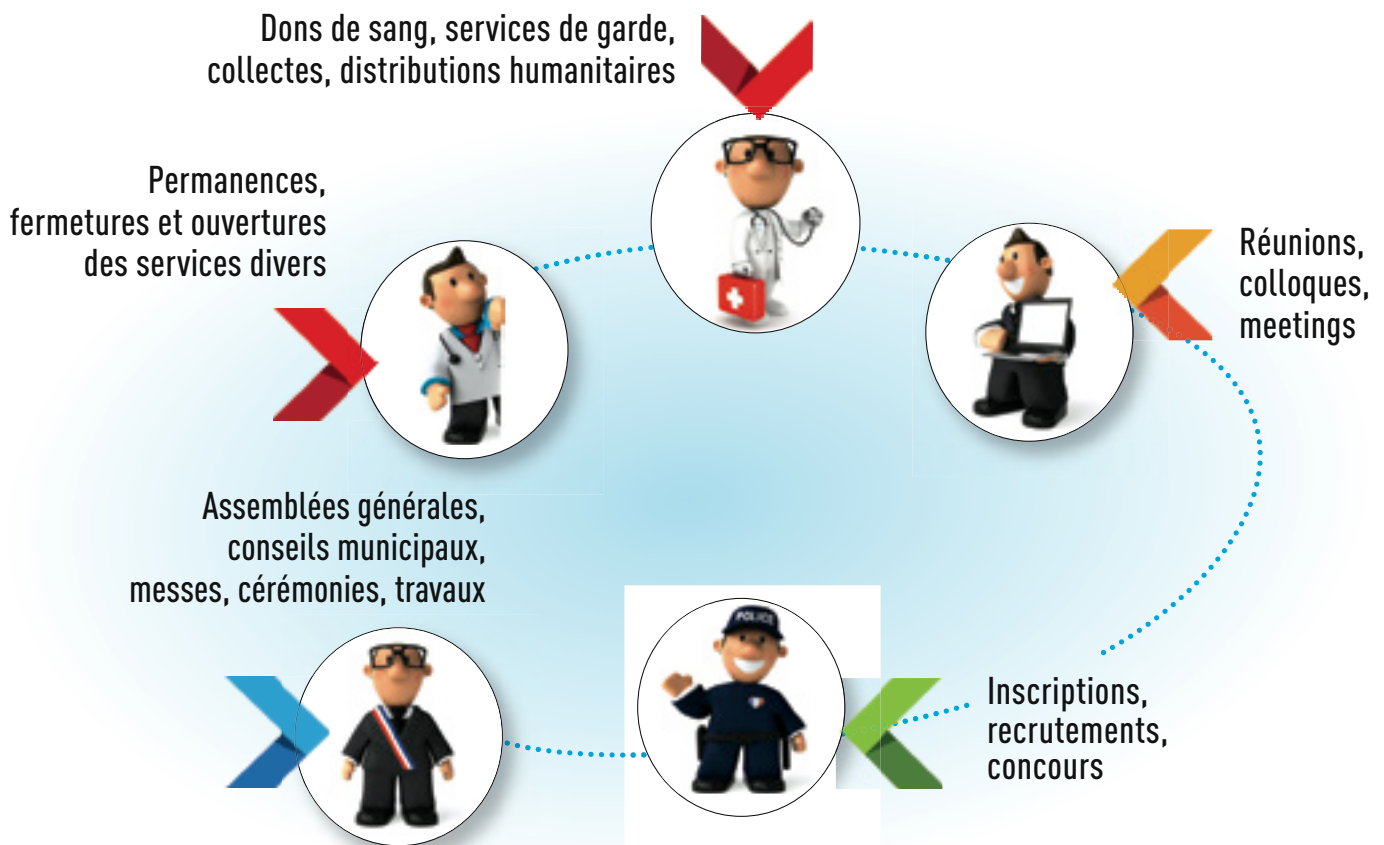 Dons de sang, services de garde,
collectes, distributions humanitaires
Permanences,
fermetures et ouvertures
des services divers
Réunions,
colloques,
meetings
Assemblées générales,
conseils municipaux,
messes, cérémonies, travaux
POLICE
Inscriptions,
recrutements,
concours